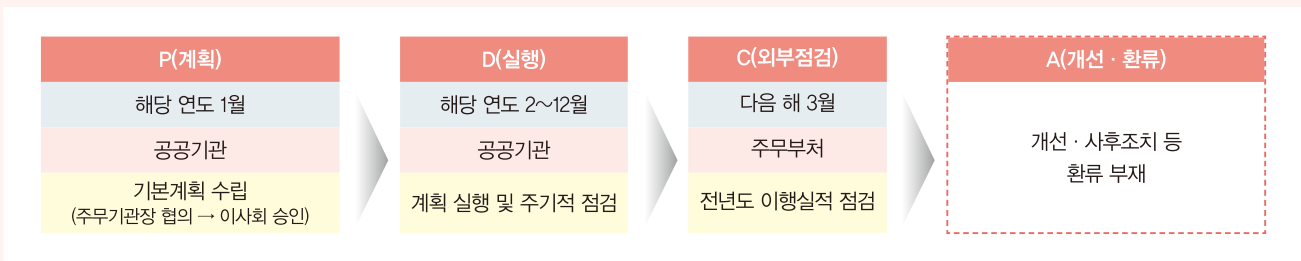 P(계획)
해당 연도 1월
공공기관
기본계획 수립
(주무기관장 협의 → 이사회 승인)
D(실행)
해당 연도 2~12월
공공기관
계획 실행 및 주기적 점검
C(외부점검)
다음 해 3월
주무부처
전년도 이행실적 점검
A(개선 · 환류)
개선 · 사후조치 등
환류 부재